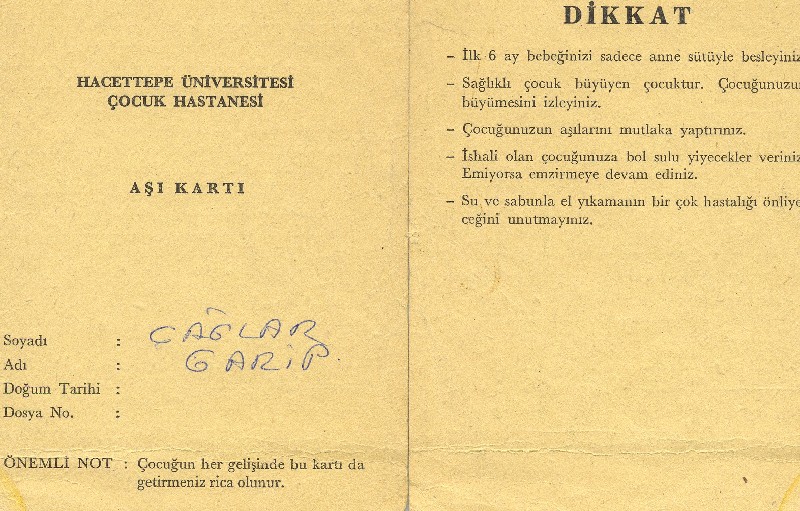 HACETTEPE ÜNİVERSİTESİ
ÇOCUK HASTANESİ
AŞI KARTI
Soyadı : ÇAĞLAR
Adı : GARİP.
Doğum Tarihi :
Dosya No. :
ÖNEMLİ NOT : Çocuğun her gelişinde bu kartı da
getirmeniz rica olunur.
DİKKAT
– İlk 6 ay bebeğinizi sadece anne sütüyle besleyiniz
– Sağlıklı çocuk büyüyen çocuktur. Çocuğunuzun
büyümesini izleyiniz.
– Çocuğunuzun aşılarını mutlaka yaptırınız.
– İshali olan çocuğunuza bol sulu yiyecekler veriniz
Emiyorsa emzirmeye devam ediniz.
– Su ve sabunla el yıkamanın bir çok hastalığı önliye
ceğini unutmayınız.